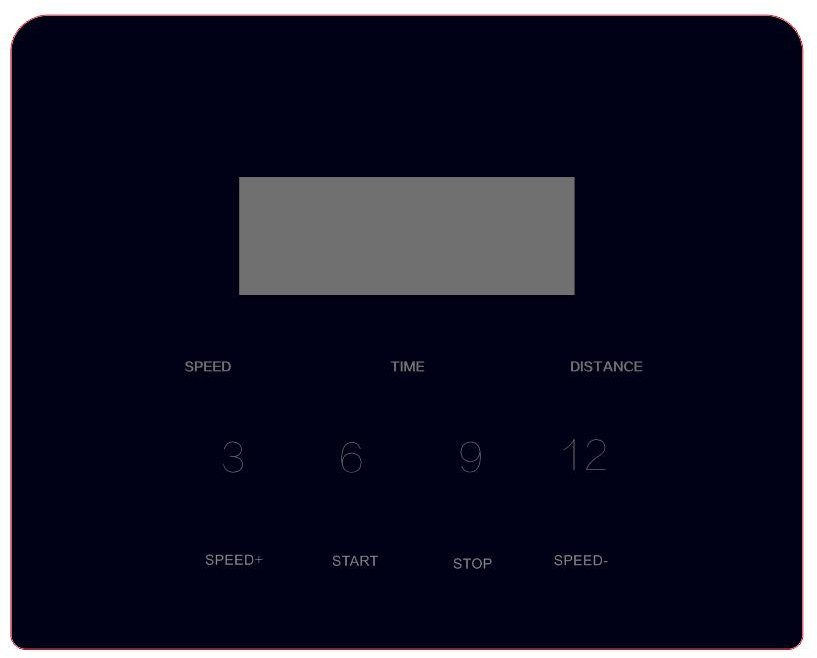 SPEED TIME DISTANCE
3 6 9 12
SPEED+ START STOP SPEED-